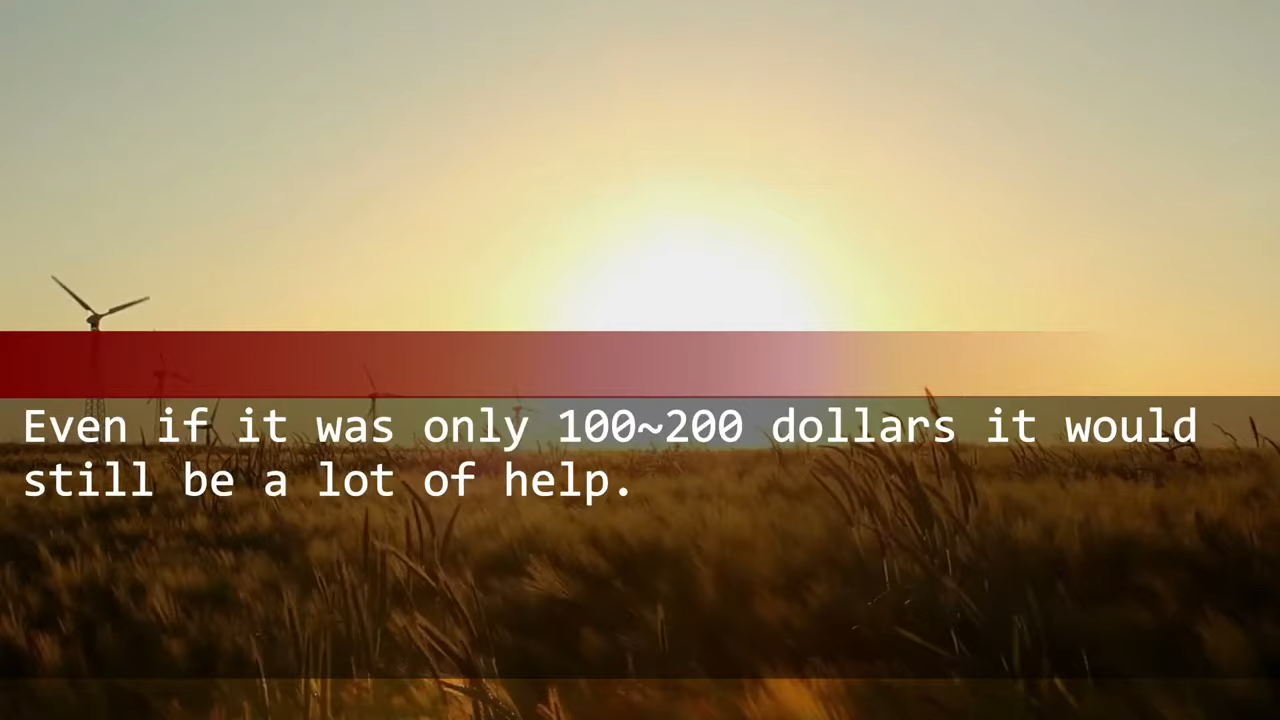 Even if it was only 100~200 dollars it would
still be a lot of help.